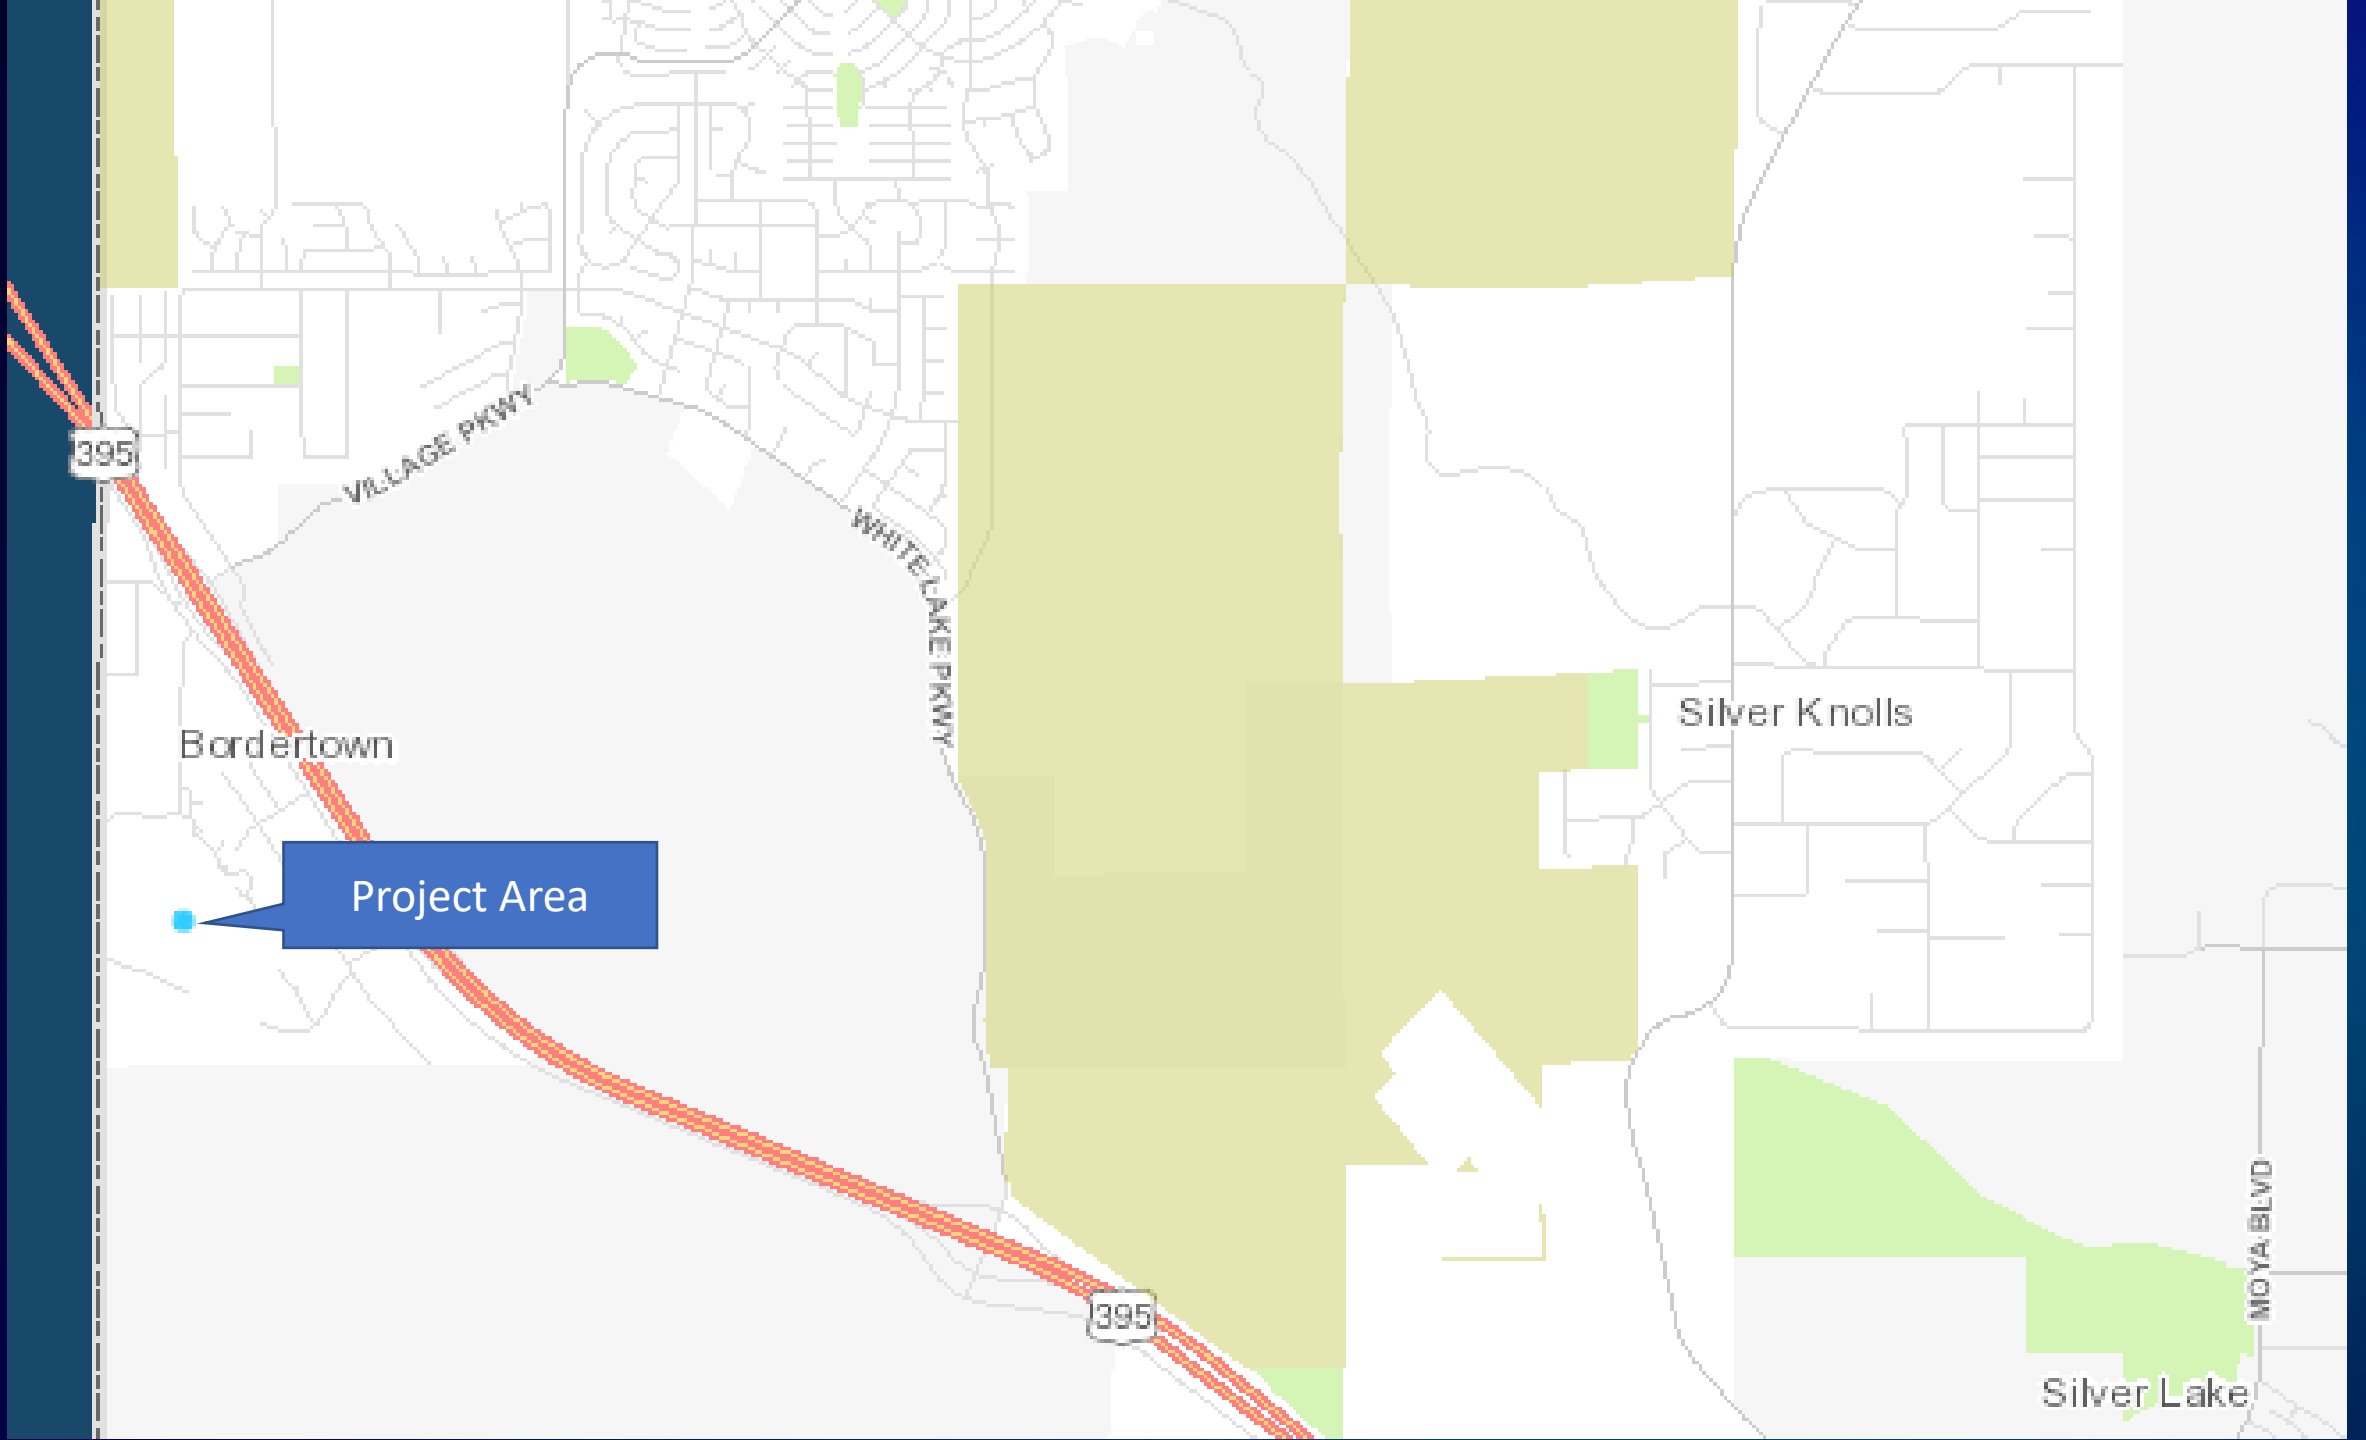 395
VILLAGE PKWY
WHITE LAKE PKWY
Silver Knolls
Bordertown
Project Area
MOYA BLVD
395
Silver Lake